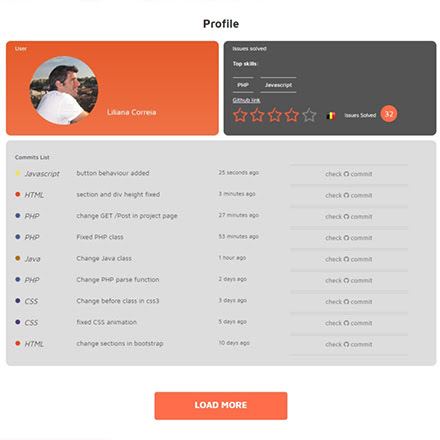 Profile
User
Liliana Correia
Issues solved
Top skills:
PHP Javascript
Github link
Issues Solved 32
Commits List
Javascript button behaviour added 25 seconds ago check commit
HTML section and div height fixed 3 minutes ago check commit
PHP change GET /Post in project page 27 minutes ago check commit
PHP Fixed PHP class 53 minutes ago check commit
Java Change Java class 1 hour ago check commit
PHP Change PHP parse function 2 days ago check commit
CSS Change before class in css3 3 days ago check commit
CSS fixed CSS animation 5 days ago check commit
HTML change sections in bootstrap 10 days ago check commit
LOAD MORE